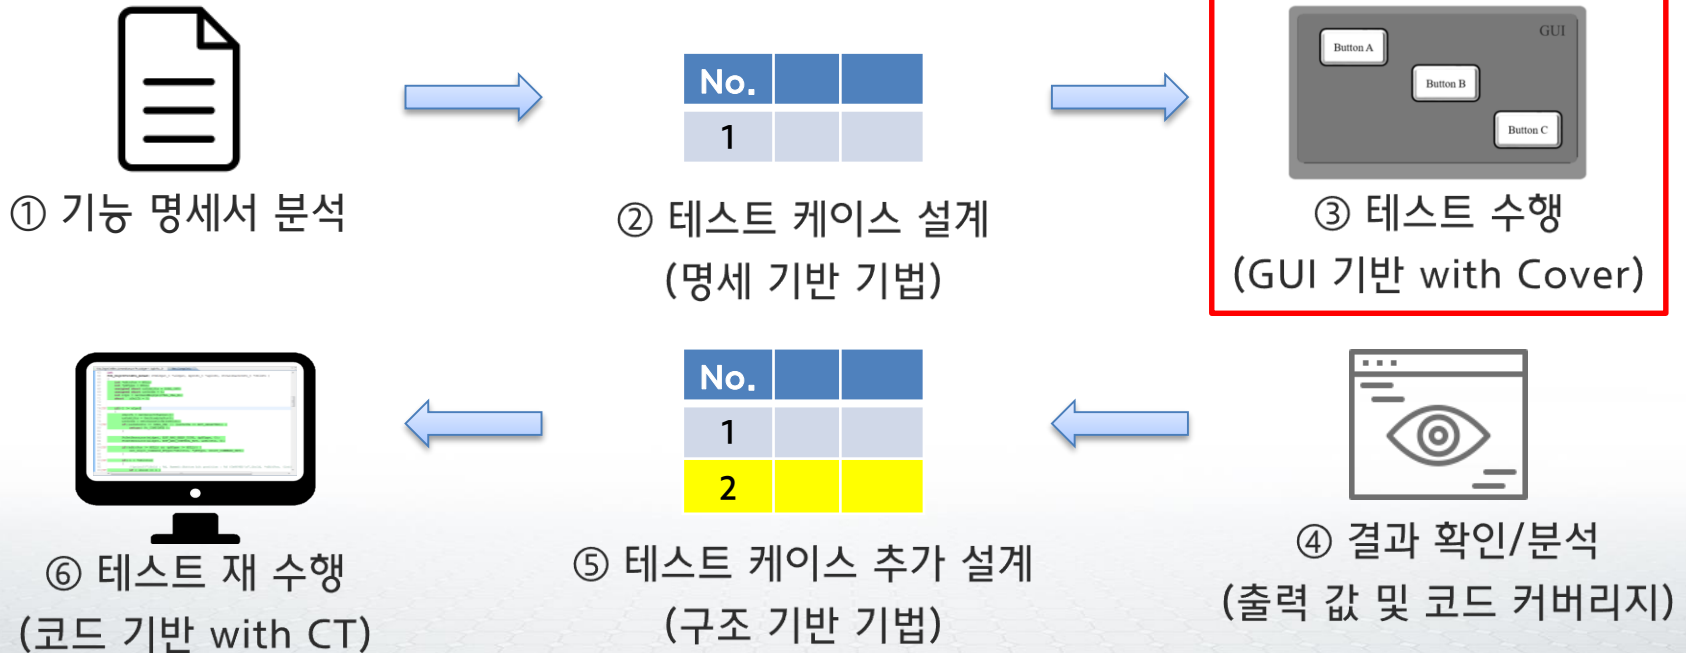 No.
1
GUI
Button A
Button B
Button C
① 기능 명세서 분석
② 테스트 케이스 설계
(명세 기반 기법)
③ 테스트 수행
(GUI 기반 with Cover)
④ 결과 확인/분석
(출력 값 및 코드 커버리지)
No.
1
2
⑤ 테스트 케이스 추가 설계
(구조 기반 기법)
⑥ 테스트 재 수행
(코드 기반 with CT)